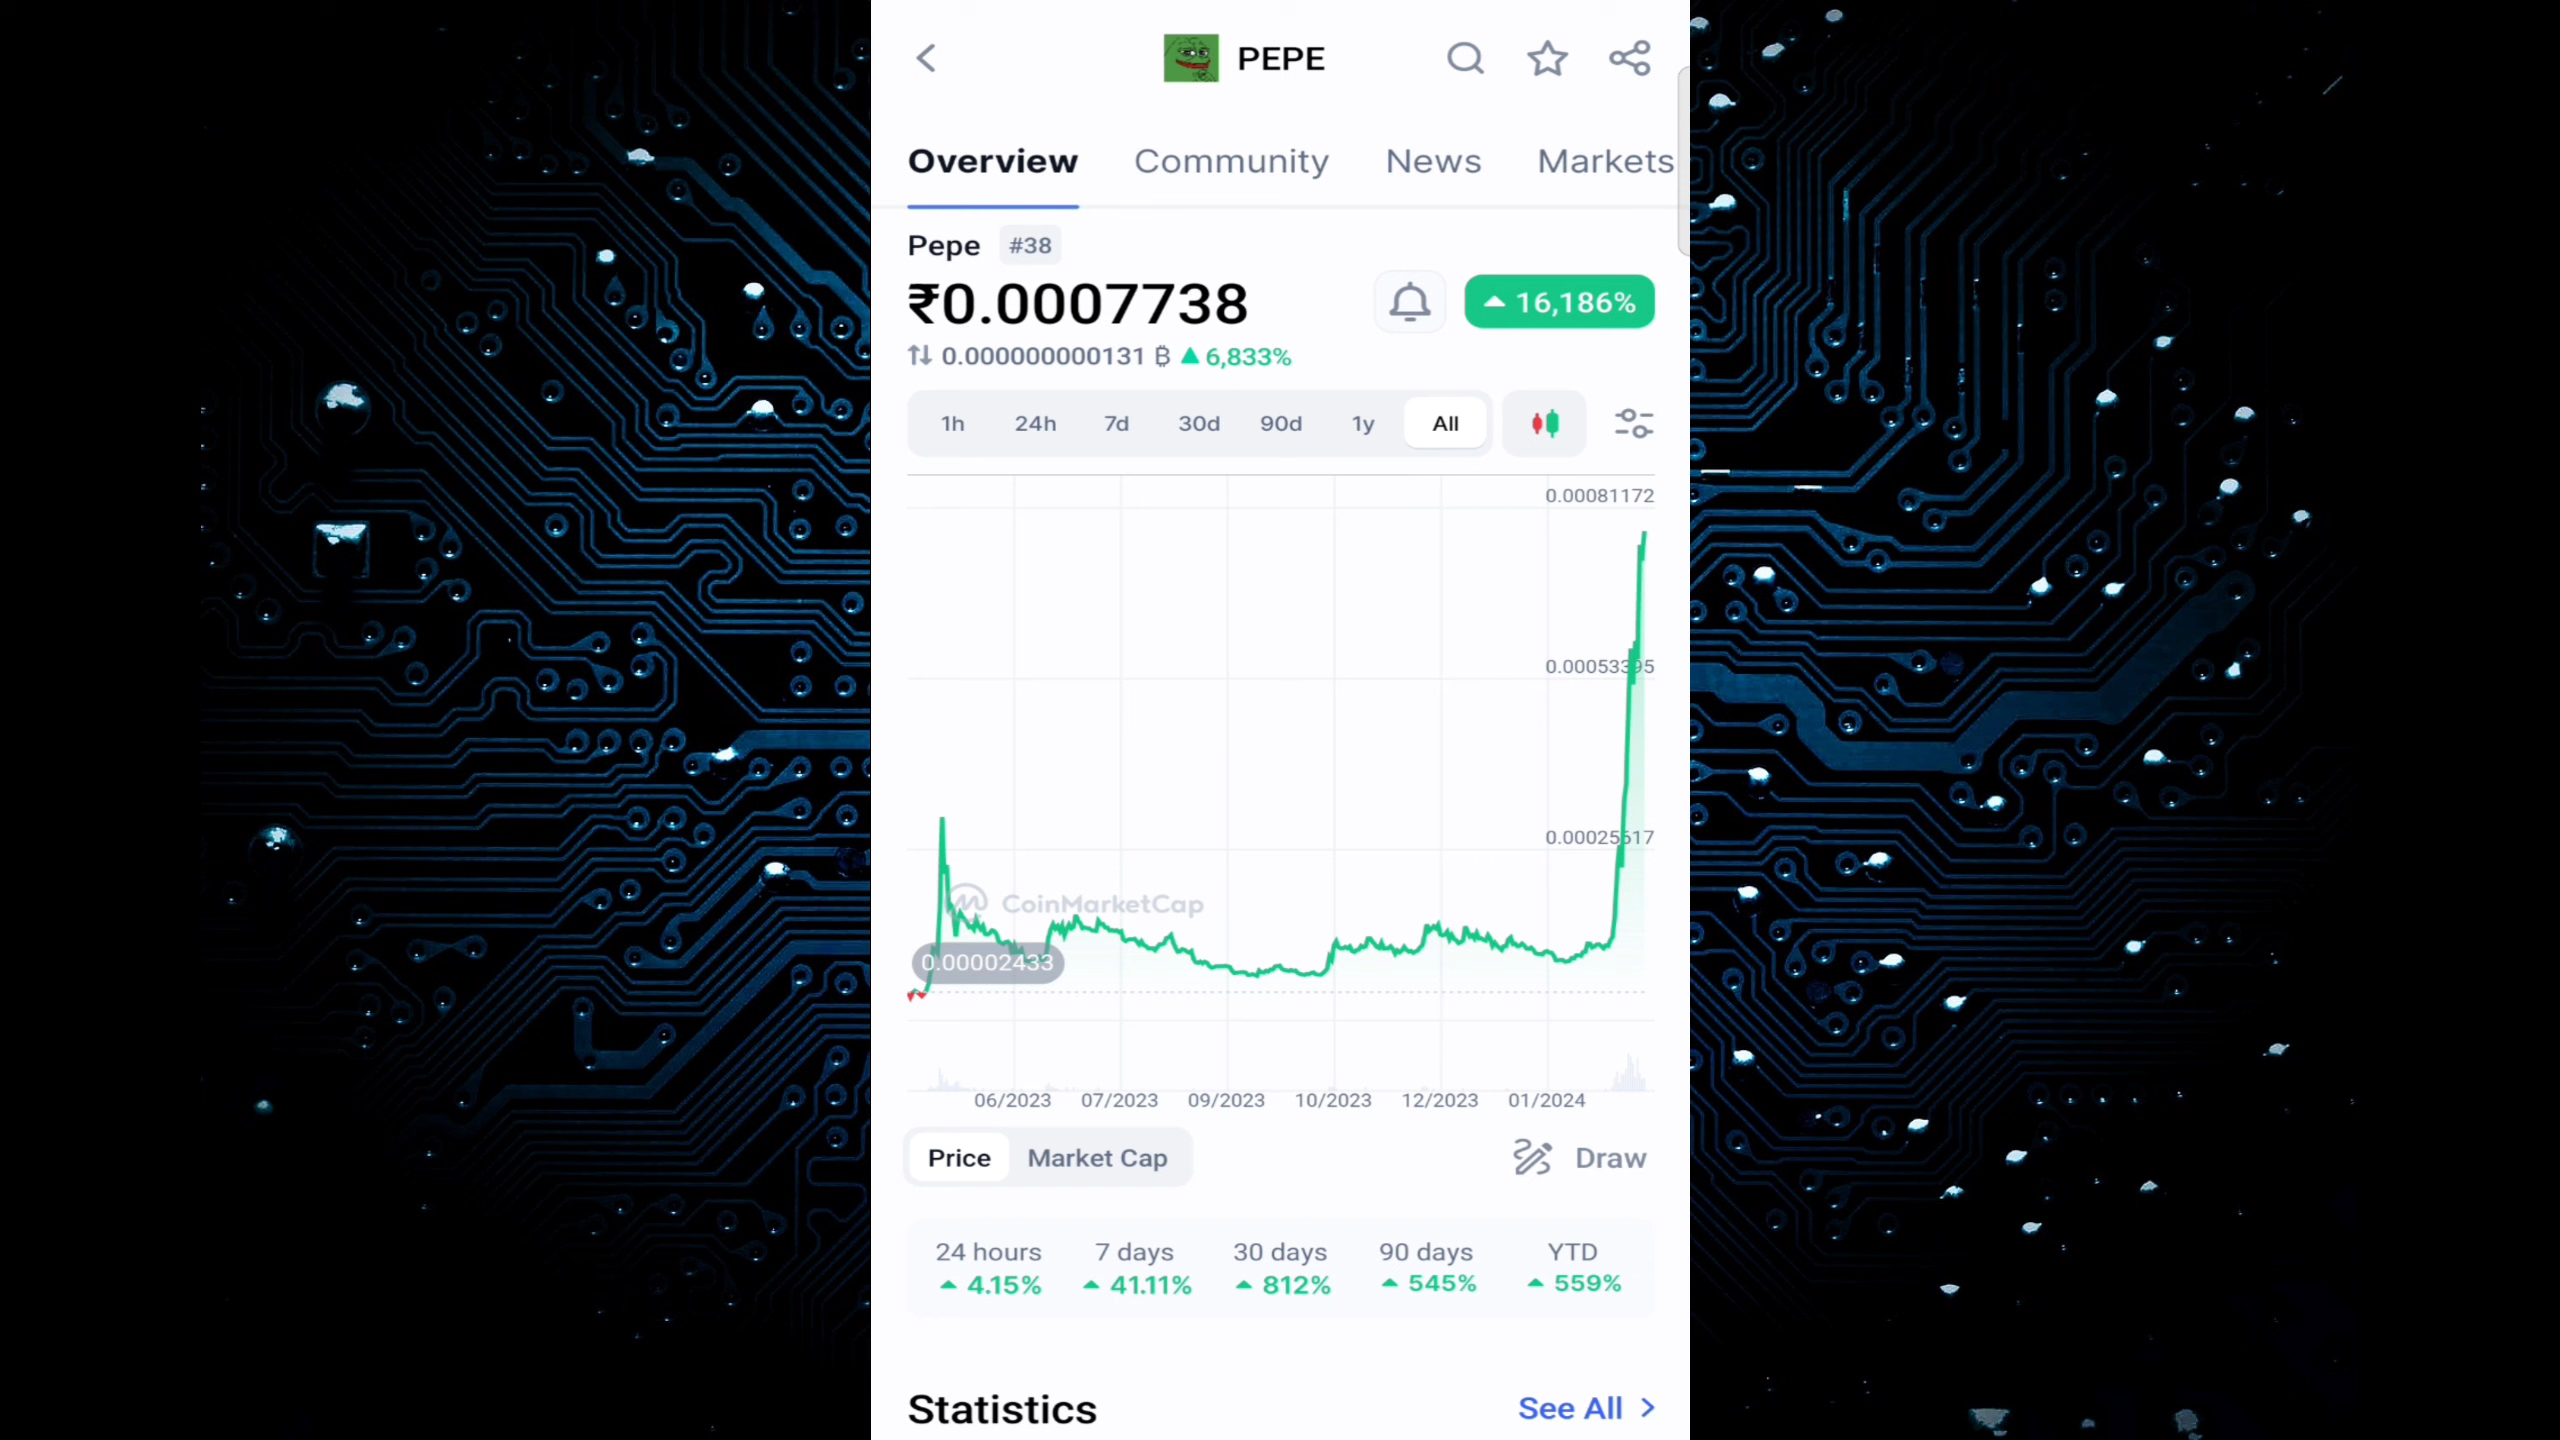 PEPE
Overview Community News Markets
Pepe #38
₹0.0007738 16,186%
0.000000000131 ₿ 6,833%
1h 24h 7d 30d 90d 1y All
0.00081172
0.00053395
0.00025617
CoinMarketCap
0.00002433
06/2023 07/2023 09/2023 10/2023 12/2023 01/2024
Price Market Cap Draw
24 hours 7 days 30 days 90 days YTD
4.15% 41.11% 812% 545% 559%
Statistics See All